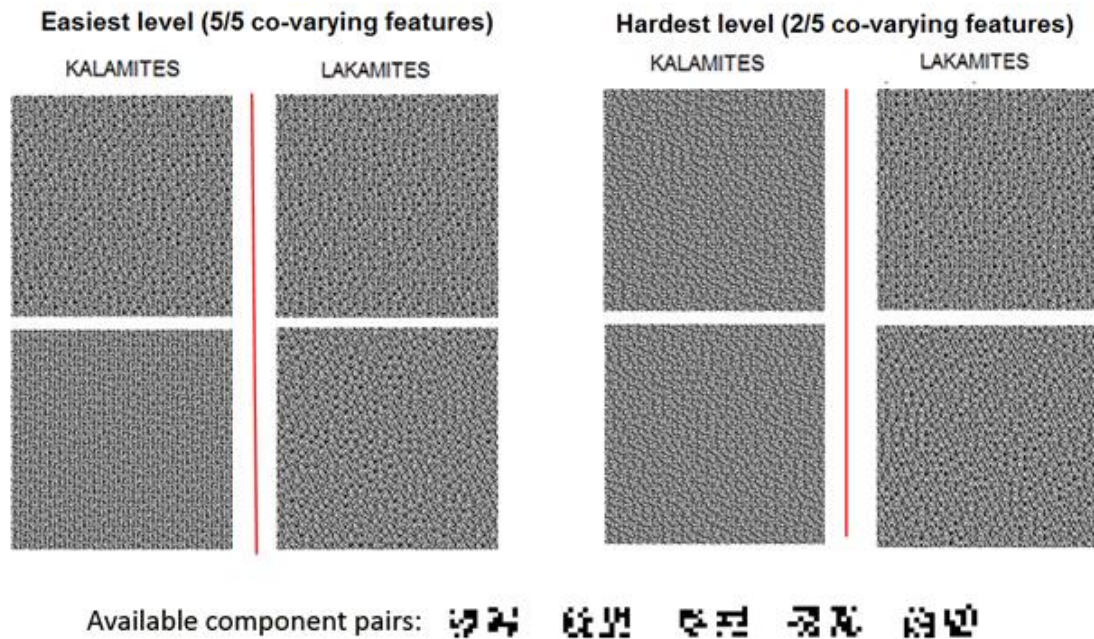 Easiest level (5/5 co-varying features)
Hardest level (2/5 co-varying features)
KALAMITES
LAKAMITES
KALAMITES
LAKAMITES
Available component pairs: